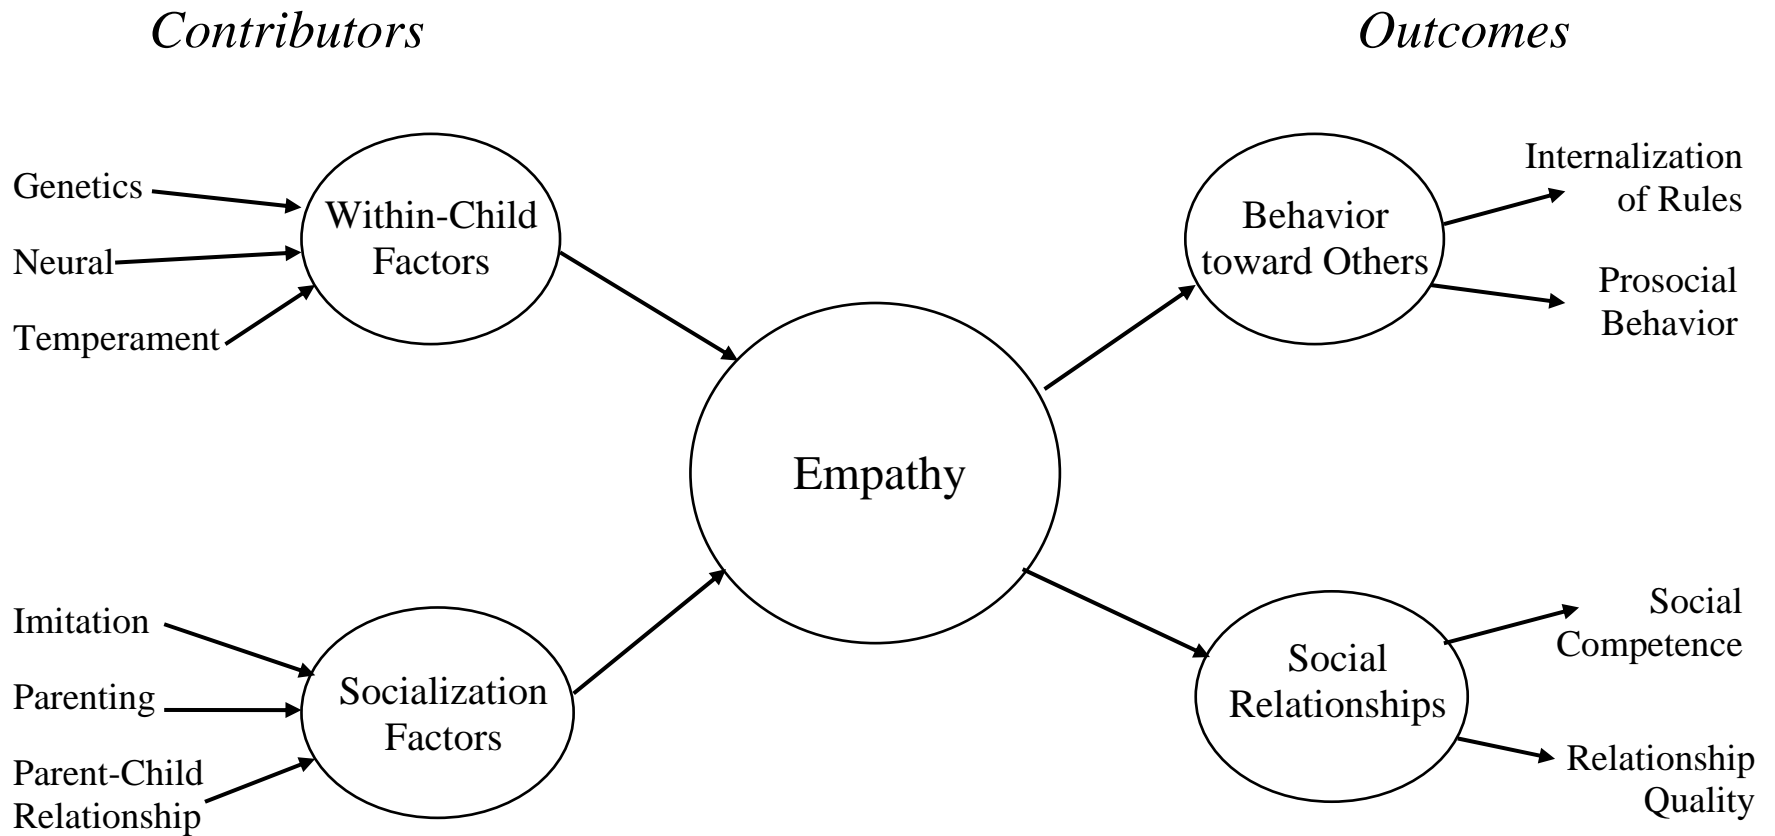 Contributors
Outcomes
Genetics
Neural
Temperament
Within-Child
Factors
Imitation
Parenting
Parent-Child
Relationship
Socialization
Factors
Empathy
Behavior
toward Others
Internalization
of Rules
Prosocial
Behavior
Social
Relationships
Social
Competence
Relationship
Quality